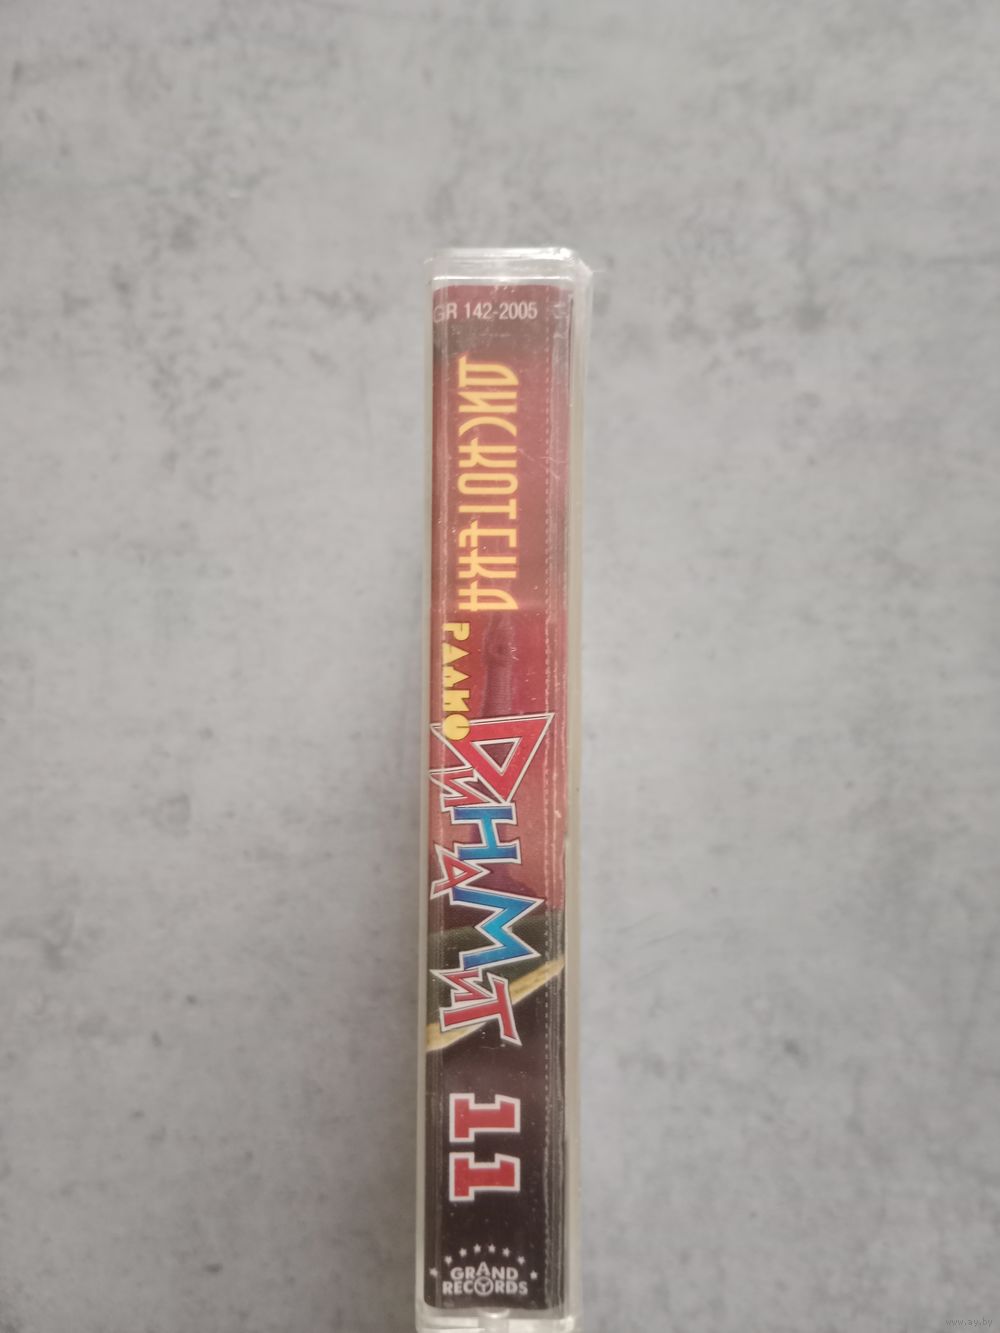 GR 142-2005
ДИСКОТЕКА
РАДИО
ДИНАМИТ
11
GRAND
RECORDS
www.ay.by